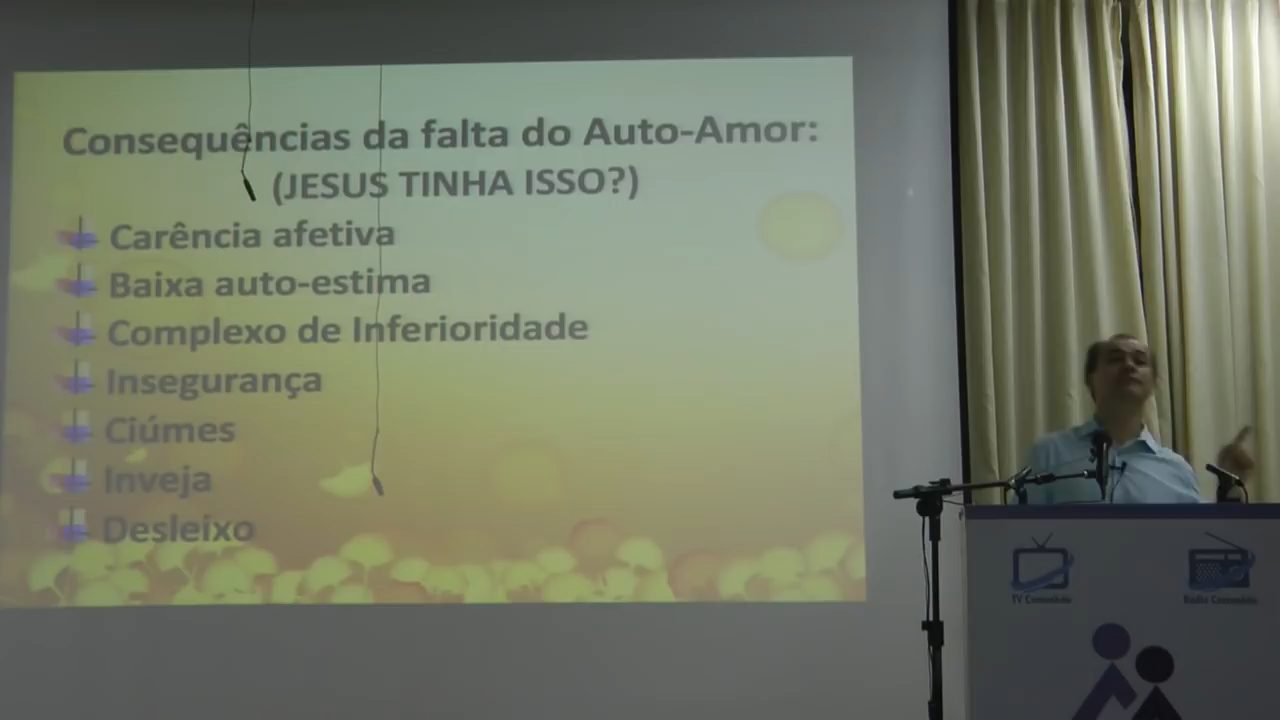 Consequências da falta do Auto-Amor:
(JESUS TINHA ISSO?)
Carência afetiva
Baixa auto-estima
Complexo de Inferioridade
Insegurança
Ciúmes
Inveja
Desleixo